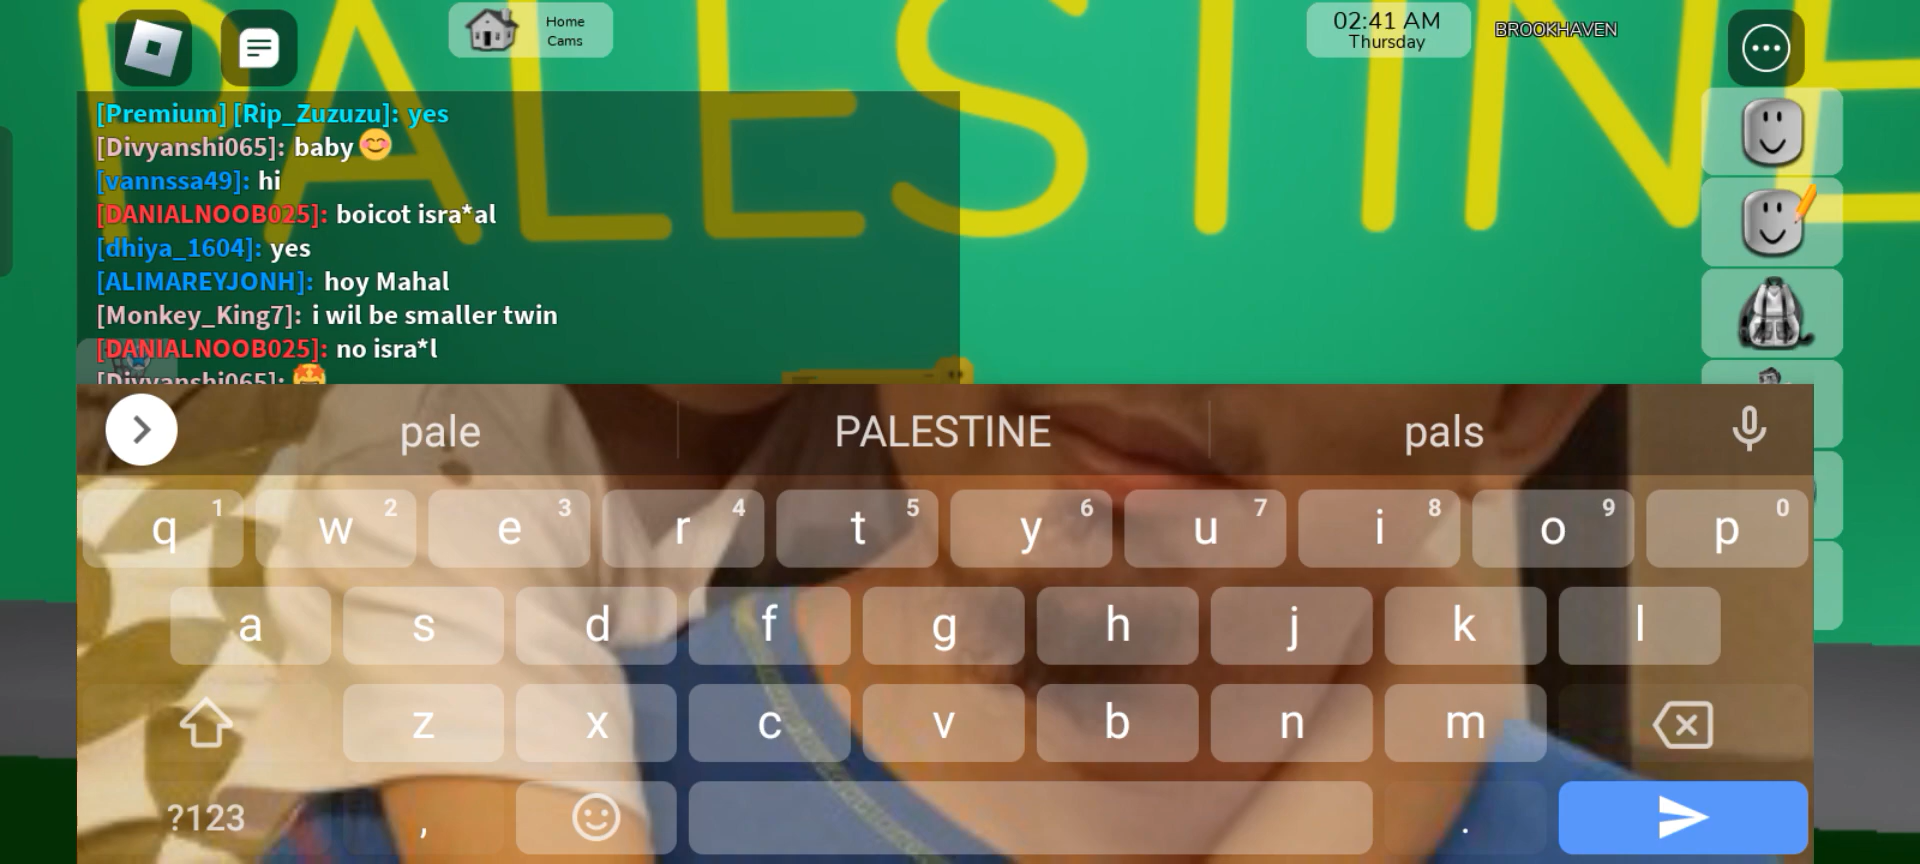 PALESTINE
Home
Cams
02:41 AM
Thursday
BROOKHAVEN
[Premium] [Rip_Zuzuzu]: yes
[Divyanshi065]: baby 😊
[vannssa49]: hi
[DANIALNOOB025]: boicot isra*al
[dhiya_1604]: yes
[ALIMAREYJONH]: hoy Mahal
[Monkey_King7]: i wil be smaller twin
[DANIALNOOB025]: no isra*l
[Divyanshi065]: 🤩
pale PALESTINE pals
q 1 w 2 e 3 r 4 t 5 y 6 u 7 i 8 o 9 p 0
a s d f g h j k l
z x c v b n m
?123 , .